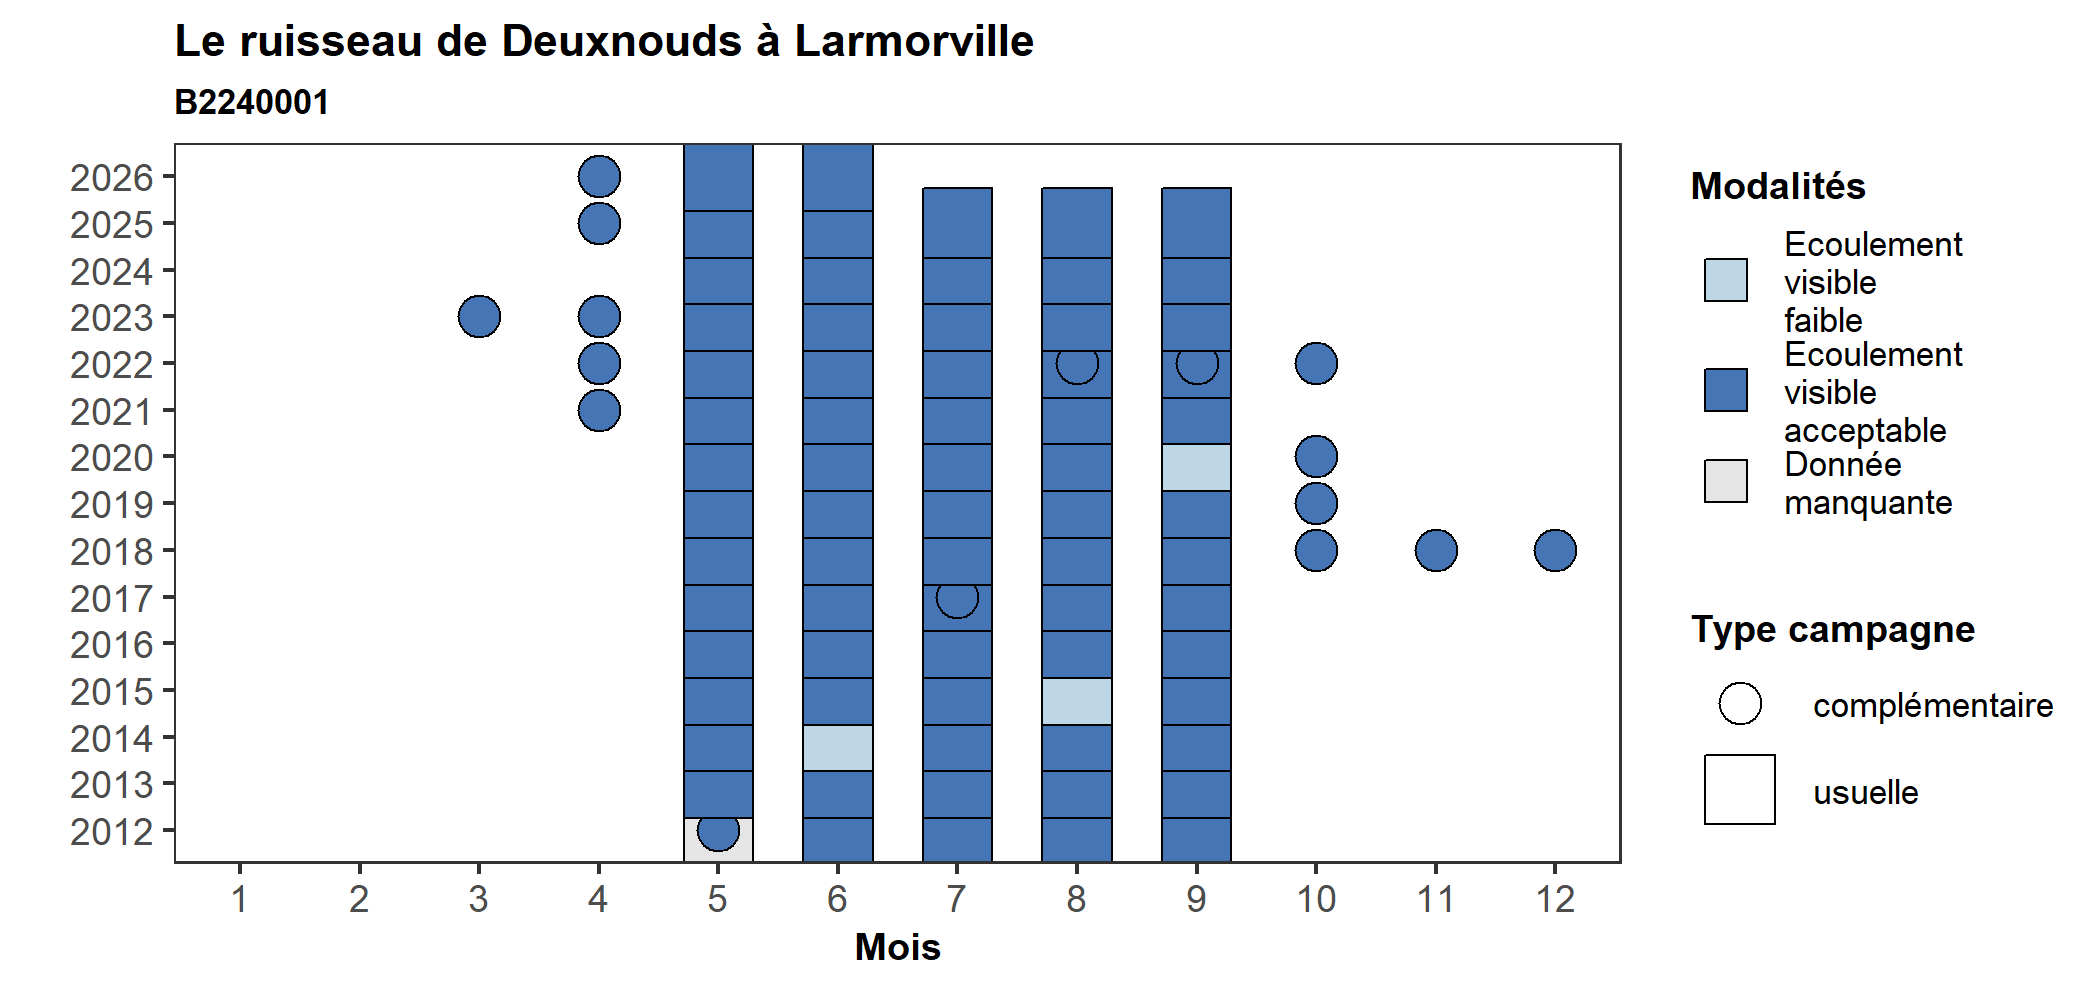 Le ruisseau de Deuxnouds à Larmorville
B2240001
2026
2025
2024
2023
2022
2021
2020
2019
2018
2017
2016
2015
2014
2013
2012
1 2 3 4 5 6 7 8 9 10 11 12
Mois
Modalités
Ecoulement
visible
faible
Ecoulement
visible
acceptable
Donnée
manquante
Type campagne
complémentaire
usuelle